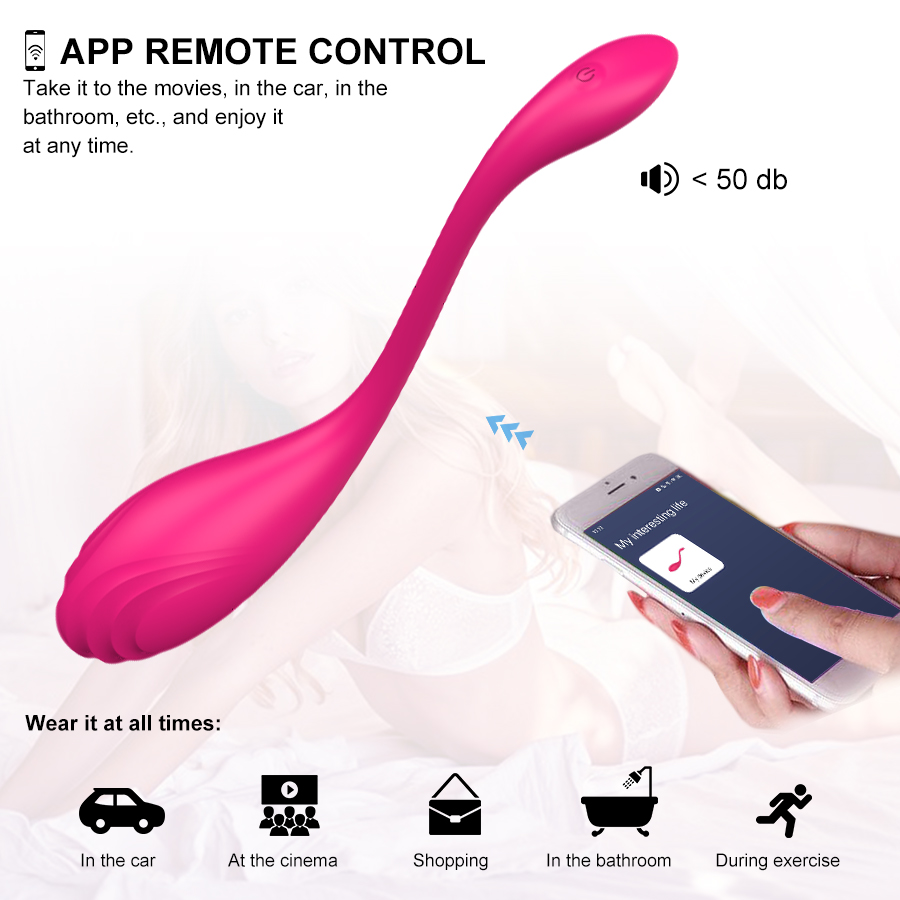 APP REMOTE CONTROL
Take it to the movies, in the car, in the
bathroom, etc., and enjoy it
at any time.
< 50 db
My interesting life
Wear it at all times:
In the car
At the cinema
Shopping
In the bathroom
During exercise